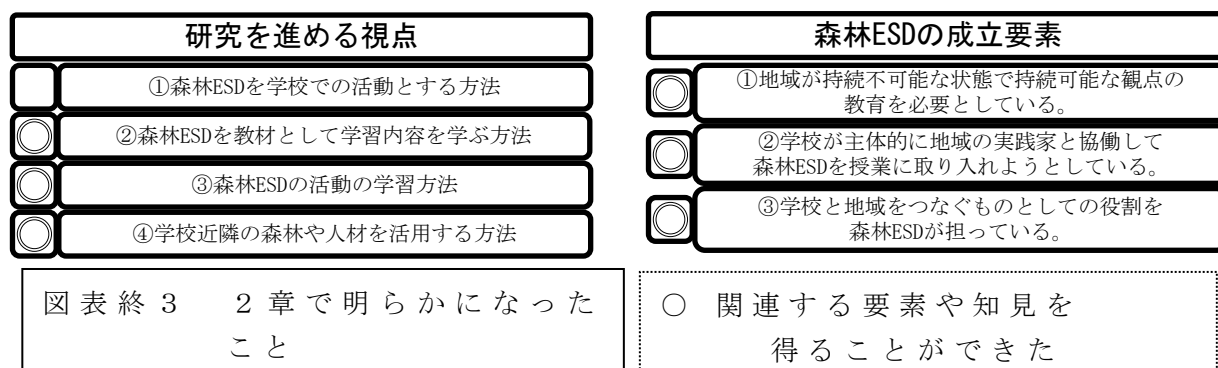 研究を進める視点
①森林ESDを学校での活動とする方法
◎ ②森林ESDを教材として学習内容を学ぶ方法
◎ ③森林ESDの活動の学習方法
◎ ④学校近隣の森林や人材を活用する方法
森林ESDの成立要素
◎ ①地域が持続不可能な状態で持続可能な観点の
教育を必要としている。
◎ ②学校が主体的に地域の実践家と協働して
森林ESDを授業に取り入れようとしている。
◎ ③学校と地域をつなぐものとしての役割を
森林ESDが担っている。
図表終３　２章で明らかになった
こと
○ 関連する要素や知見を
得ることができた